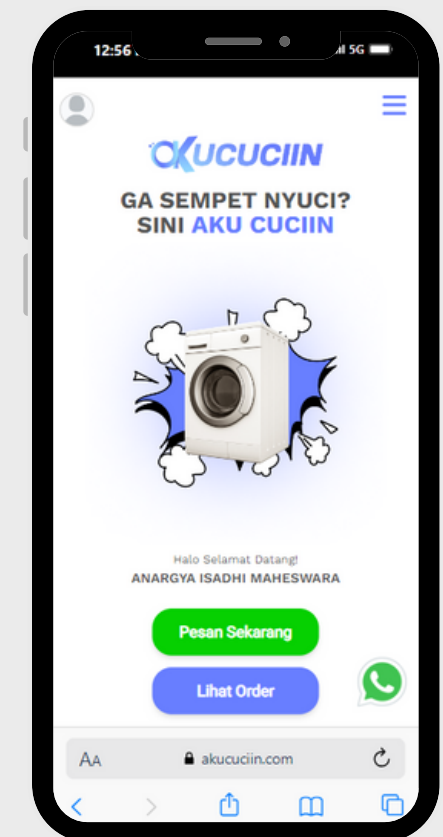 12:56
5G
AKUCUCIIN
GA SEMPET NYUCI?
SINI AKU CUCIIN
Halo Selamat Datang!
ANARGYA ISADHI MAHESWARA
Pesan Sekarang
Lihat Order
AA
akucuciin.com